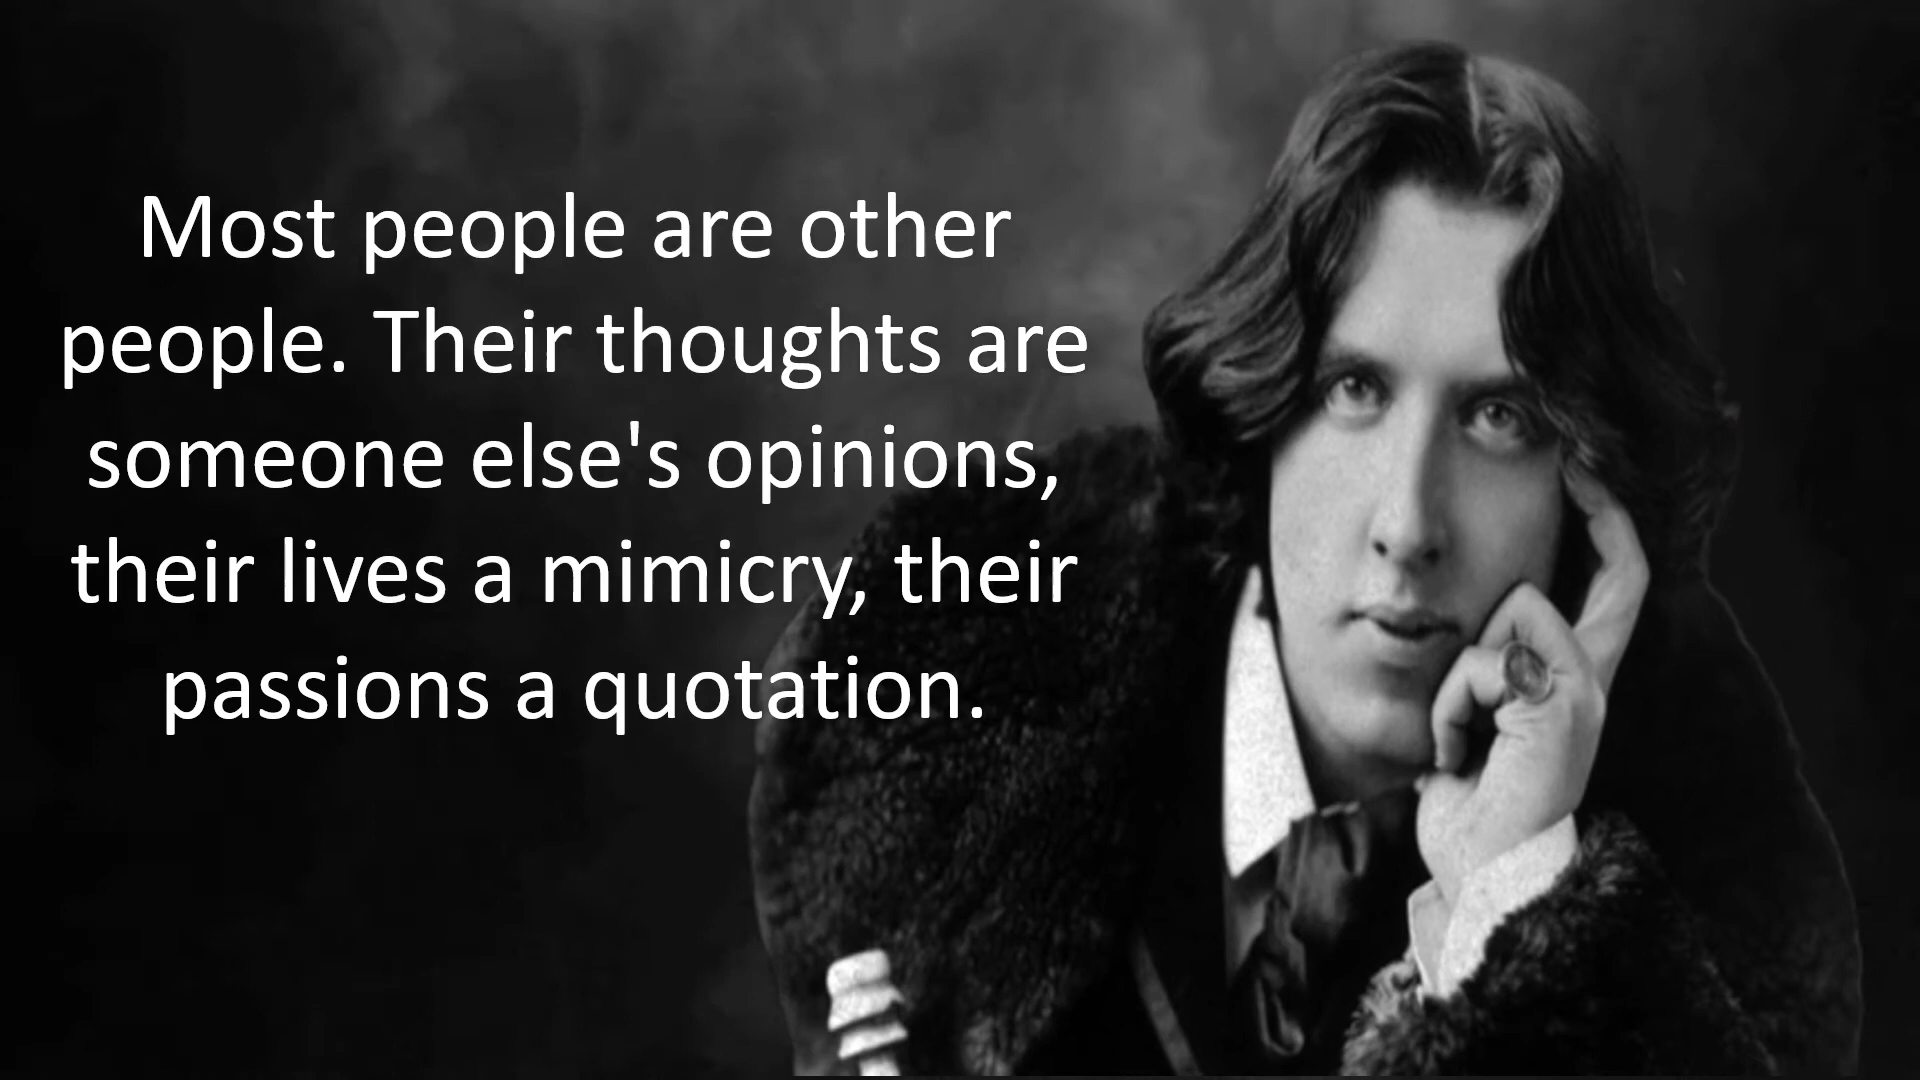 Most people are other
people. Their thoughts are
someone else's opinions,
their lives a mimicry, their
passions a quotation.